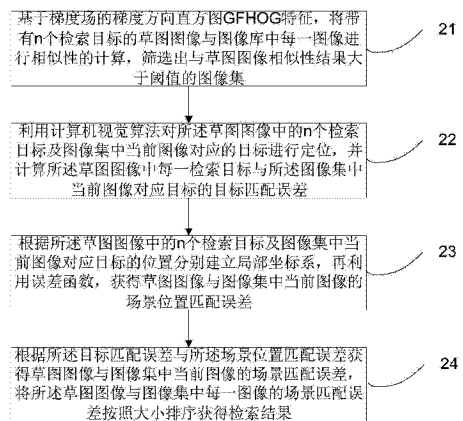 基于梯度场的梯度方向直方图GFHOG特征，将带
有n个检索目标的草图图像与图像库中每一图像进
行相似性的计算，筛选出与草图图像相似性结果大
于阈值的图像集
21
利用计算机视觉算法对所述草图图像中的n个检索
目标及图像集中当前图像对应的目标进行定位，并
计算所述草图图像中每一检索目标与所述图像集中
当前图像对应目标的目标匹配误差
22
根据所述草图图像中的n个检索目标及图像集中当
前图像对应目标的位置分别建立局部坐标系，再利
用误差函数，获得草图图像与图像集中当前图像的
场景位置匹配误差
23
根据所述目标匹配误差与所述场景位置匹配误差获
得草图图像与图像集中当前图像的场景匹配误差，
将所述草图图像与图像集中每一图像的场景匹配误
差按照大小排序获得检索结果
24